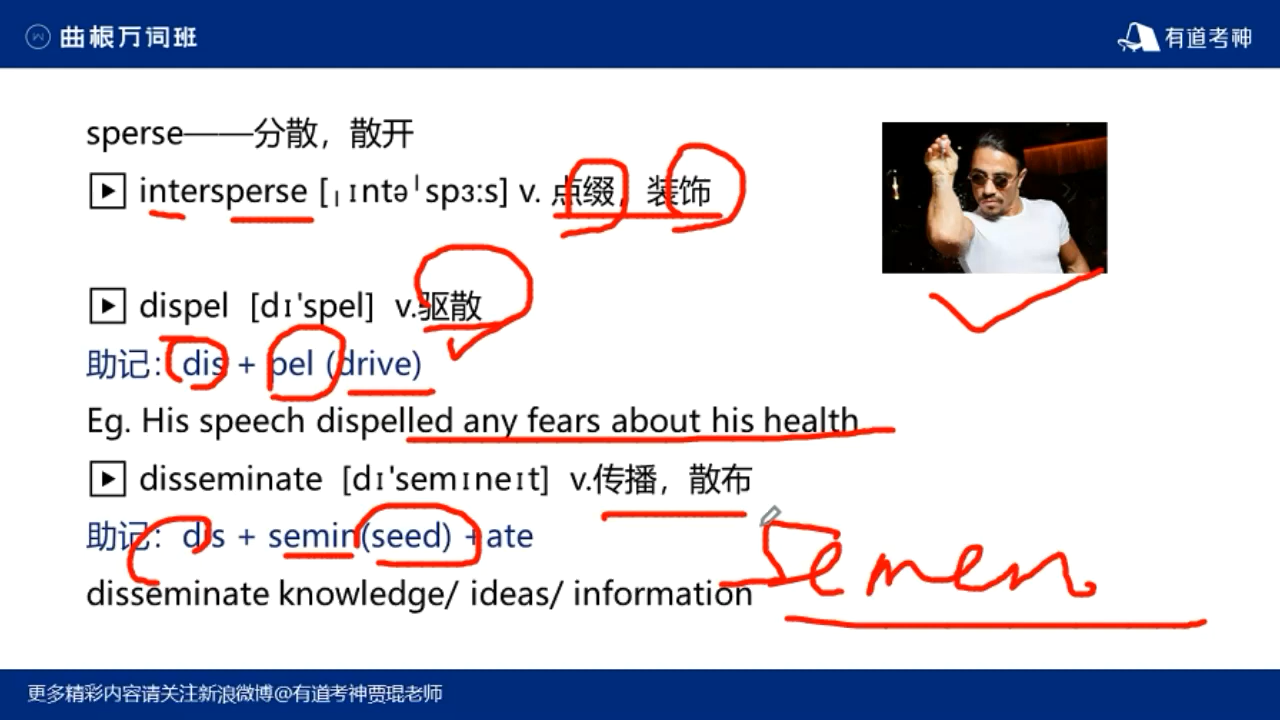 曲根万词班
有道考神
sperse——分散，散开
intersperse [ˌɪntəˈspɜ:s] v. 点缀，装饰
dispel [dɪ'spel] v.驱散
助记：dis + pel (drive)
Eg. His speech dispelled any fears about his health
disseminate [dɪ'semɪneɪt] v.传播，散布
助记：dis + semin(seed) +ate
semen
disseminate knowledge/ ideas/ information
更多精彩内容请关注新浪微博@有道考神贾琨老师